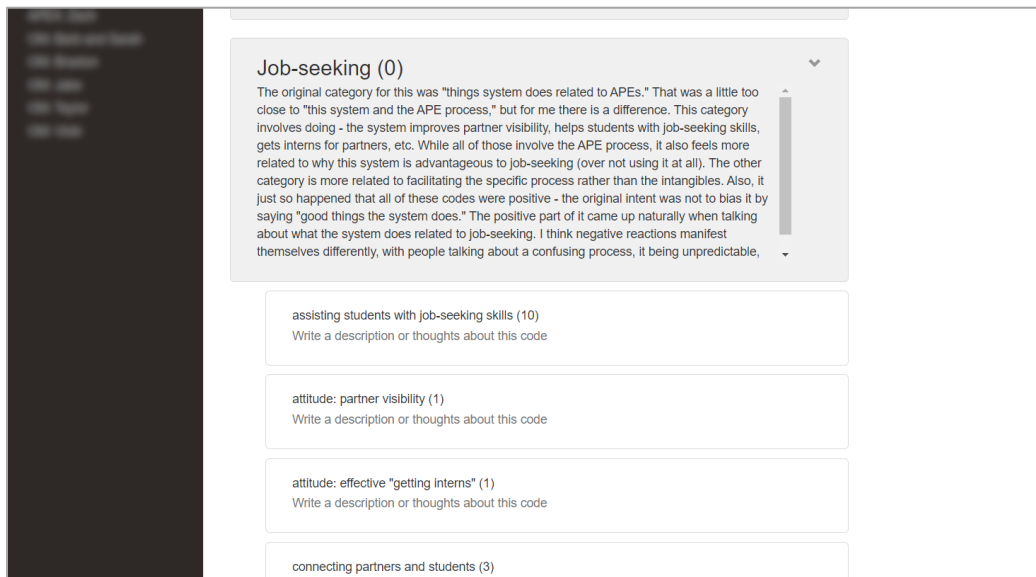 Job-seeking (0)
The original category for this was "things system does related to APEs." That was a little too
close to "this system and the APE process," but for me there is a difference. This category
involves doing - the system improves partner visibility, helps students with job-seeking skills,
gets interns for partners, etc. While all of those involve the APE process, it also feels more
related to why this system is advantageous to job-seeking (over not using it at all). The other
category is more related to facilitating the specific process rather than the intangibles. Also, it
just so happened that all of these codes were positive - the original intent was not to bias it by
saying "good things the system does." The positive part of it came up naturally when talking
about what the system does related to job-seeking. I think negative reactions manifest
themselves differently, with people talking about a confusing process, it being unpredictable,
assisting students with job-seeking skills (10)
Write a description or thoughts about this code
attitude: partner visibility (1)
Write a description or thoughts about this code
attitude: effective "getting interns" (1)
Write a description or thoughts about this code
connecting partners and students (3)